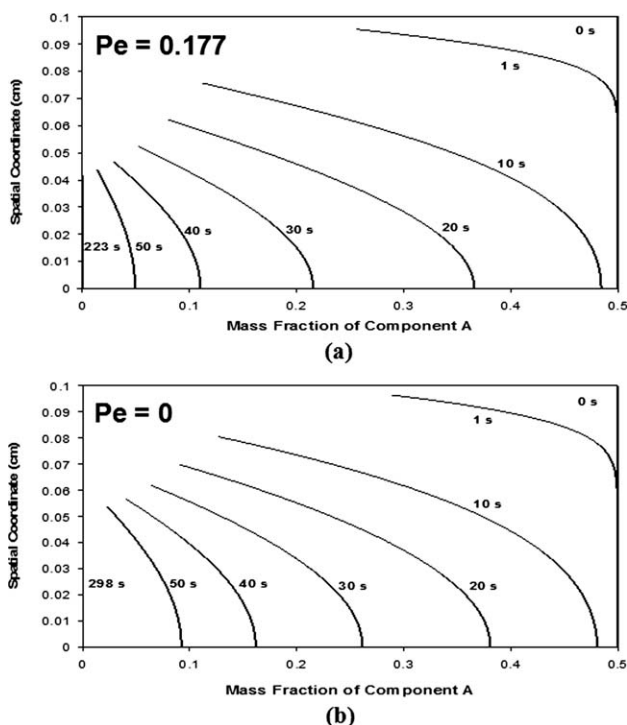 Pe = 0.177
0.1
0.09
0.08
0.07
0.06
0.05
0.04
0.03
0.02
0.01
0
Spatial Coordinate (cm)
0 s
1 s
10 s
20 s
30 s
40 s
50 s
223 s
0
0.1
0.2
0.3
0.4
0.5
Mass Fraction of Component A
(a)
Pe = 0
0.1
0.09
0.08
0.07
0.06
0.05
0.04
0.03
0.02
0.01
0
Spatial Coordinate (cm)
0 s
1 s
10 s
20 s
30 s
40 s
50 s
298 s
0
0.1
0.2
0.3
0.4
0.5
Mass Fraction of Component A
(b)